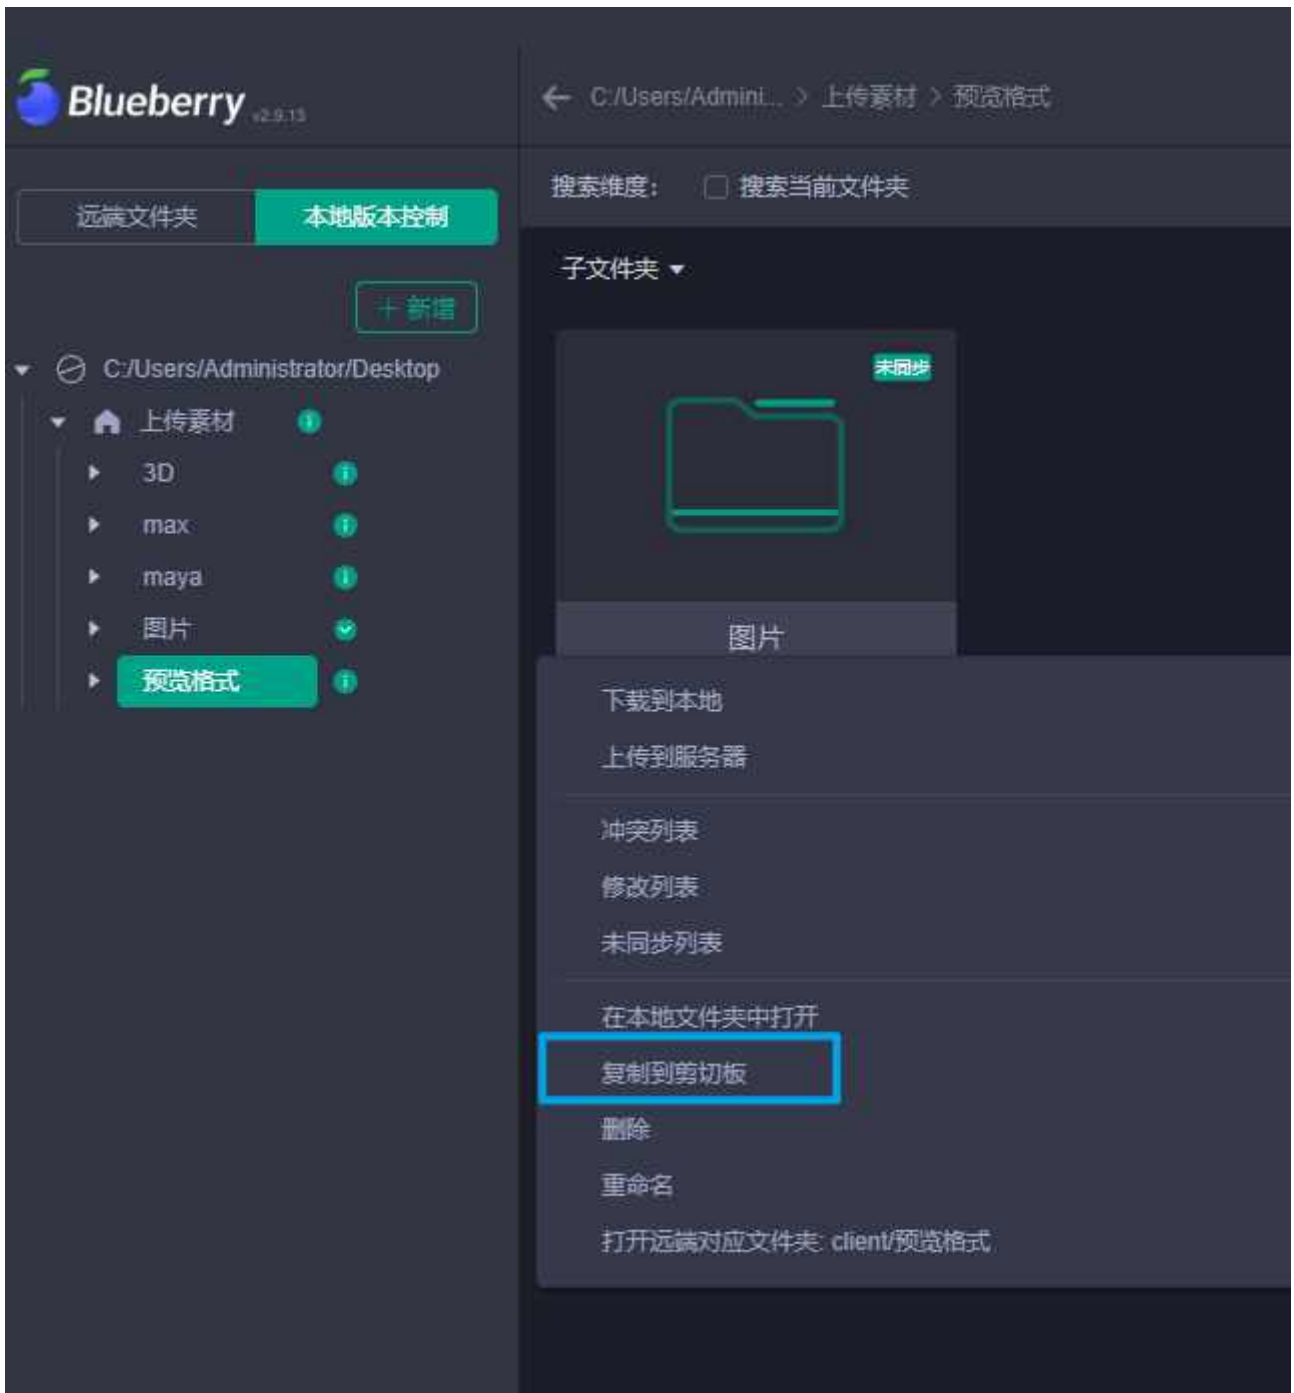 Blueberry v2.9.13
C:/Users/Admini... > 上传素材 > 预览格式
远端文件夹
本地版本控制
+ 新增
C:/Users/Administrator/Desktop
上传素材
3D
max
maya
图片
预览格式
搜索维度：
搜索当前文件夹
子文件夹
未同步
图片
下载到本地
上传到服务器
冲突列表
修改列表
未同步列表
在本地文件夹中打开
复制到剪切板
删除
重命名
打开远端对应文件夹: client/预览格式